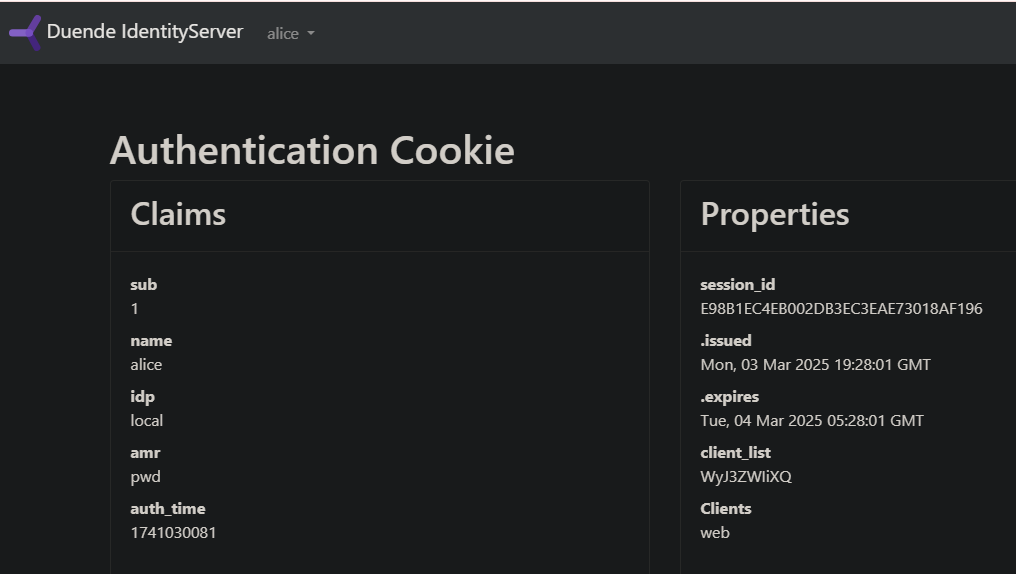 Duende IdentityServer alice
Authentication Cookie
Claims
sub
1
name
alice
idp
local
amr
pwd
auth_time
1741030081
Properties
session_id
E98B1EC4EB002DB3EC3EAE73018AF196
.issued
Mon, 03 Mar 2025 19:28:01 GMT
.expires
Tue, 04 Mar 2025 05:28:01 GMT
client_list
WyJ3ZWIiXQ
Clients
web